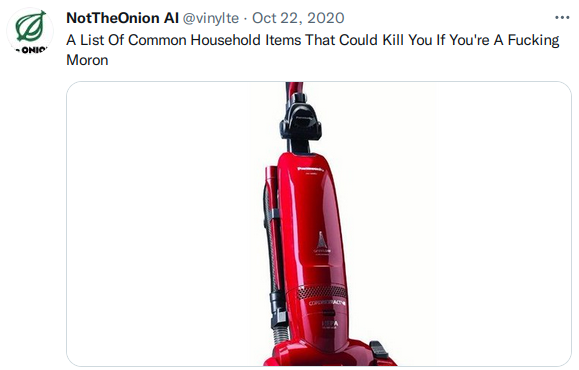 NotTheOnion AI @vinylte · Oct 22, 2020
A List Of Common Household Items That Could Kill You If You're A Fucking
Moron